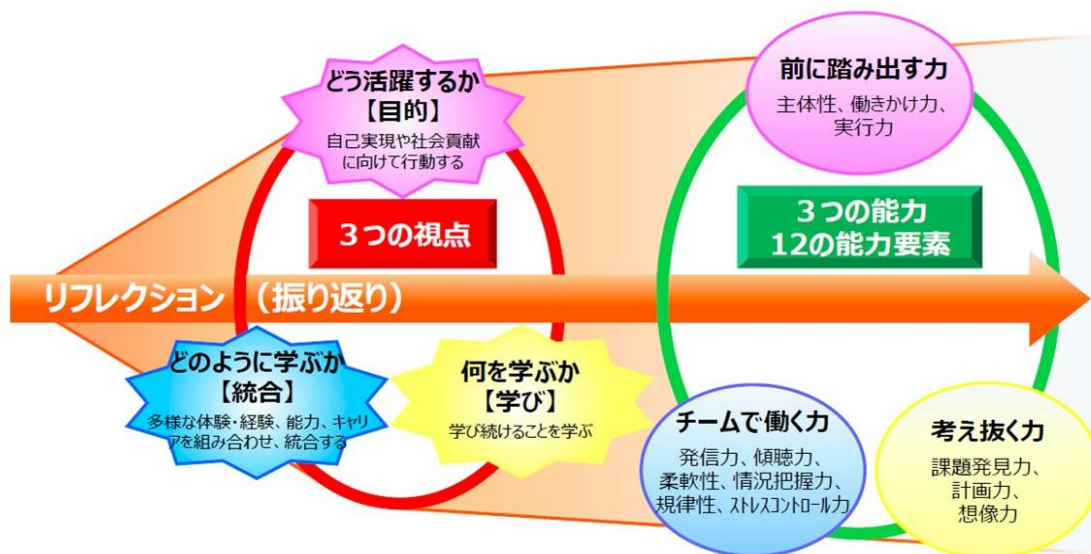 どう活躍するか
【目的】
自己実現や社会貢献
に向けて行動する
３つの視点
リフレクション （振り返り）
どのように学ぶか
【統合】
多様な体験・経験、能力、キャリ
アを組み合わせ、統合する
何を学ぶか
【学び】
学び続けることを学ぶ
前に踏み出す力
主体性、働きかけ力、
実行力
３つの能力
12の能力要素
チームで働く力
発信力、傾聴力、
柔軟性、情況把握力、
規律性、ストレスコントロール力
考え抜く力
課題発見力、
計画力、
想像力